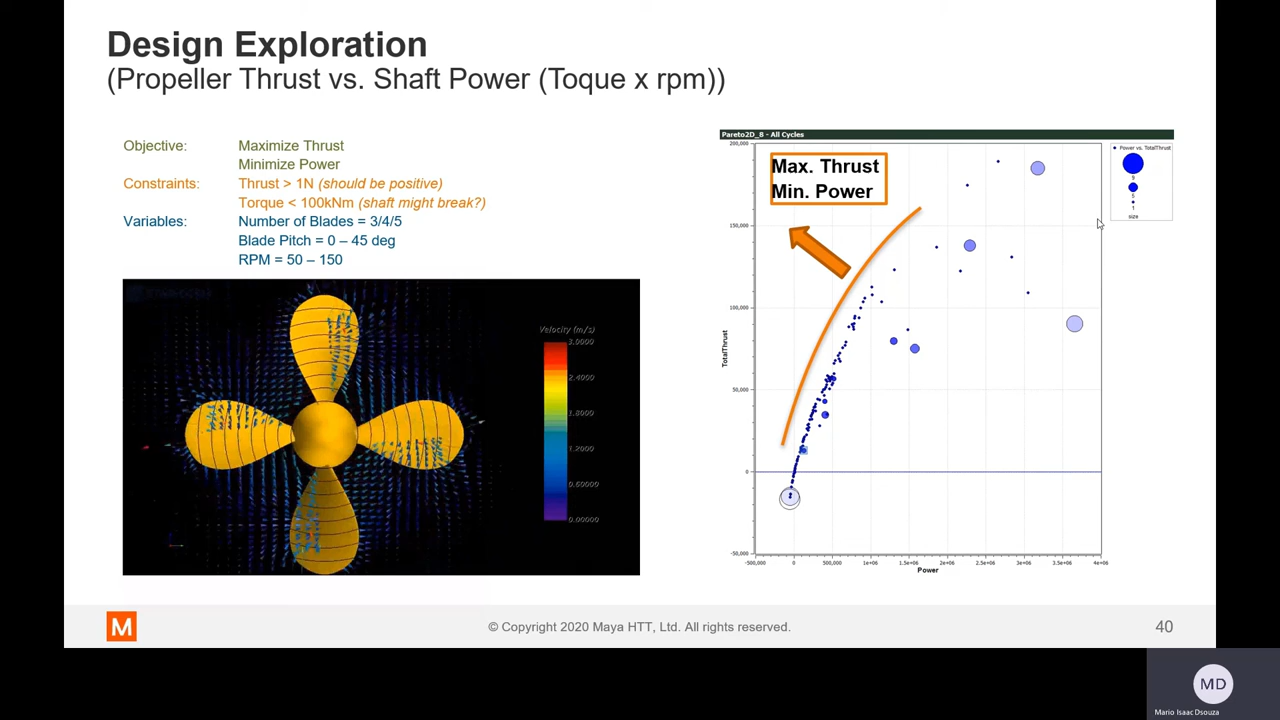 Design Exploration
(Propeller Thrust vs. Shaft Power (Toque x rpm))
Objective: Maximize Thrust
Minimize Power
Constraints: Thrust > 1N (should be positive)
Torque < 100kNm (shaft might break?)
Variables: Number of Blades = 3/4/5
Blade Pitch = 0 – 45 deg
RPM = 50 – 150
Velocity (m/s)
3.0000
2.4000
1.8000
1.2000
0.60000
0.00000
Pareto2D_8 - All Cycles
Max. Thrust
Min. Power
200,000
150,000
100,000
50,000
0
-50,000
TotalThrust
-500,000 0 500,000 1e+06 1.5e+06 2e+06 2.5e+06 3e+06 3.5e+06 4e+06
Power
Power vs. TotalThrust
9
5
1
size
M
© Copyright 2020 Maya HTT, Ltd. All rights reserved.
40
MD
Mario Isaac Dsouza